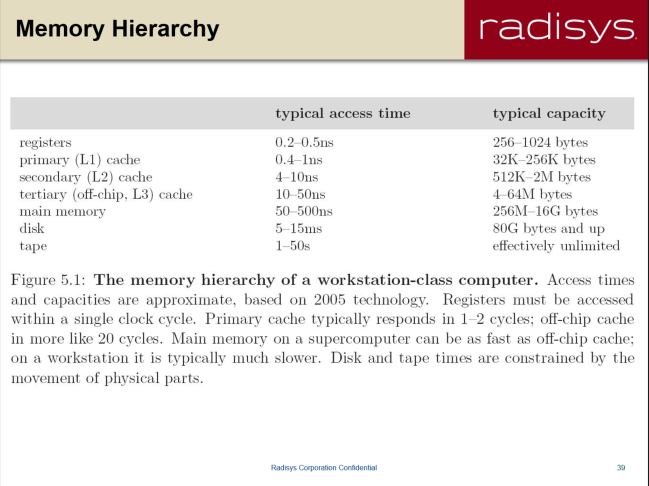 Memory Hierarchy
radisys.
typical access time typical capacity
registers 0.2–0.5ns 256–1024 bytes
primary (L1) cache 0.4–1ns 32K–256K bytes
secondary (L2) cache 4–10ns 512K–2M bytes
tertiary (off-chip, L3) cache 10–50ns 4–64M bytes
main memory 50–500ns 256M–16G bytes
disk 5–15ms 80G bytes and up
tape 1–50s effectively unlimited
Figure 5.1: The memory hierarchy of a workstation-class computer. Access times
and capacities are approximate, based on 2005 technology. Registers must be accessed
within a single clock cycle. Primary cache typically responds in 1–2 cycles; off-chip cache
in more like 20 cycles. Main memory on a supercomputer can be as fast as off-chip cache;
on a workstation it is typically much slower. Disk and tape times are constrained by the
movement of physical parts.
Radisys Corporation Confidential 39